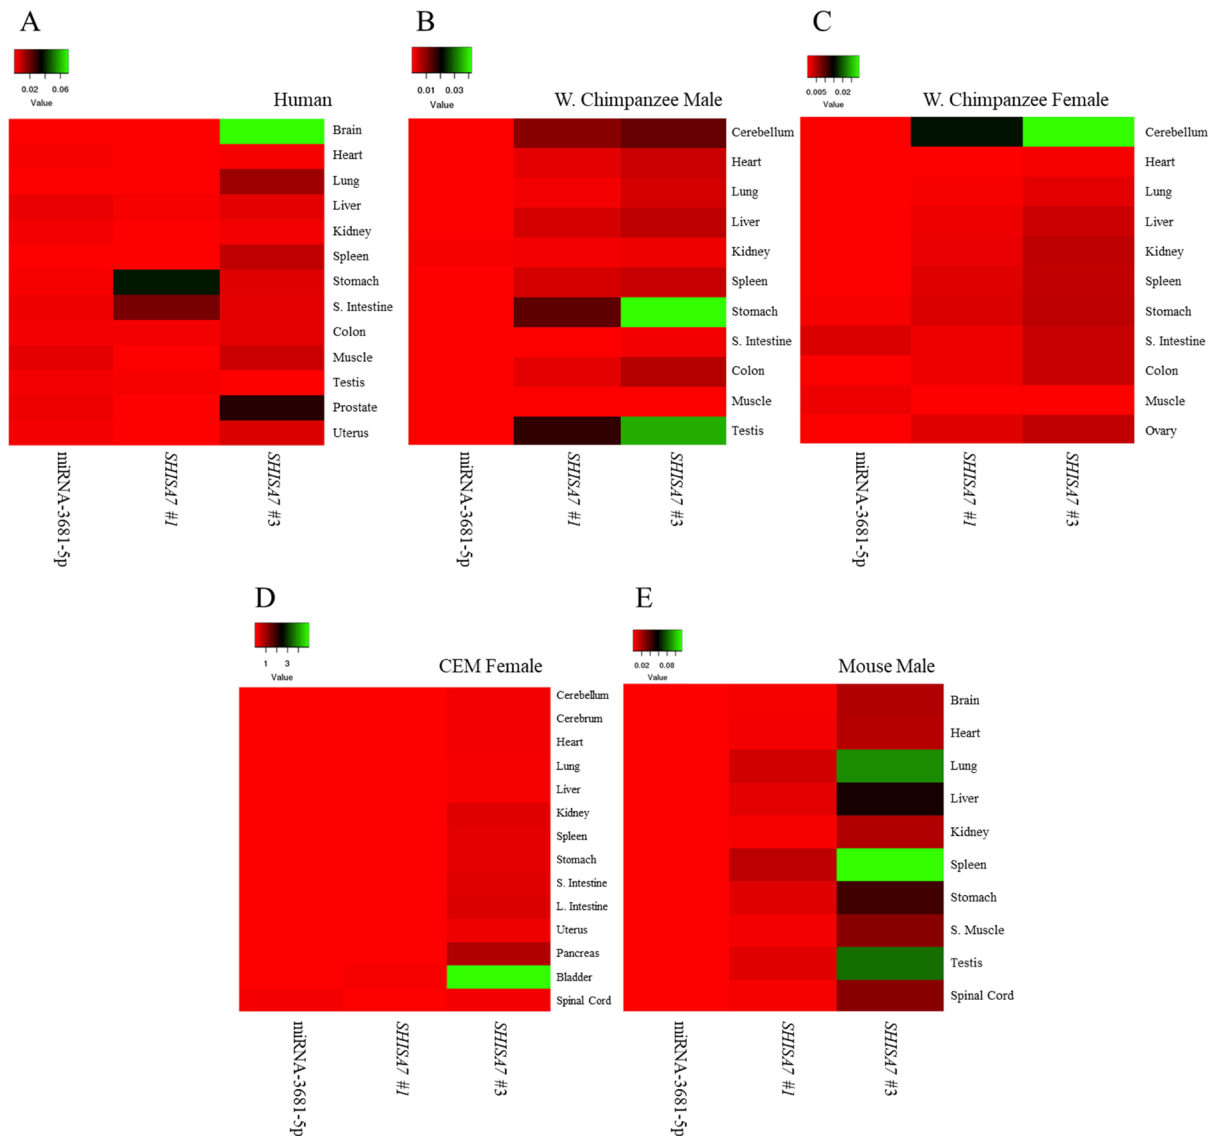 A
0.02 0.06
Value
Human
Brain
Heart
Lung
Liver
Kidney
Spleen
Stomach
S. Intestine
Colon
Muscle
Testis
Prostate
Uterus
miRNA-3681-5p
SHISA7 #1
SHISA7 #3
B
0.01 0.03
Value
W. Chimpanzee Male
Cerebellum
Heart
Lung
Liver
Kidney
Spleen
Stomach
S. Intestine
Colon
Muscle
Testis
miRNA-3681-5p
SHISA7 #1
SHISA7 #3
C
0.005 0.02
Value
W. Chimpanzee Female
Cerebellum
Heart
Lung
Liver
Kidney
Spleen
Stomach
S. Intestine
Colon
Muscle
Ovary
miRNA-3681-5p
SHISA7 #1
SHISA7 #3
D
1 3
Value
CEM Female
Cerebellum
Cerebrum
Heart
Lung
Liver
Kidney
Spleen
Stomach
S. Intestine
L. Intestine
Uterus
Pancreas
Bladder
Spinal Cord
miRNA-3681-5p
SHISA7 #1
SHISA7 #3
E
0.02 0.08
Value
Mouse Male
Brain
Heart
Lung
Liver
Kidney
Spleen
Stomach
S. Muscle
Testis
Spinal Cord
miRNA-3681-5p
SHISA7 #1
SHISA7 #3